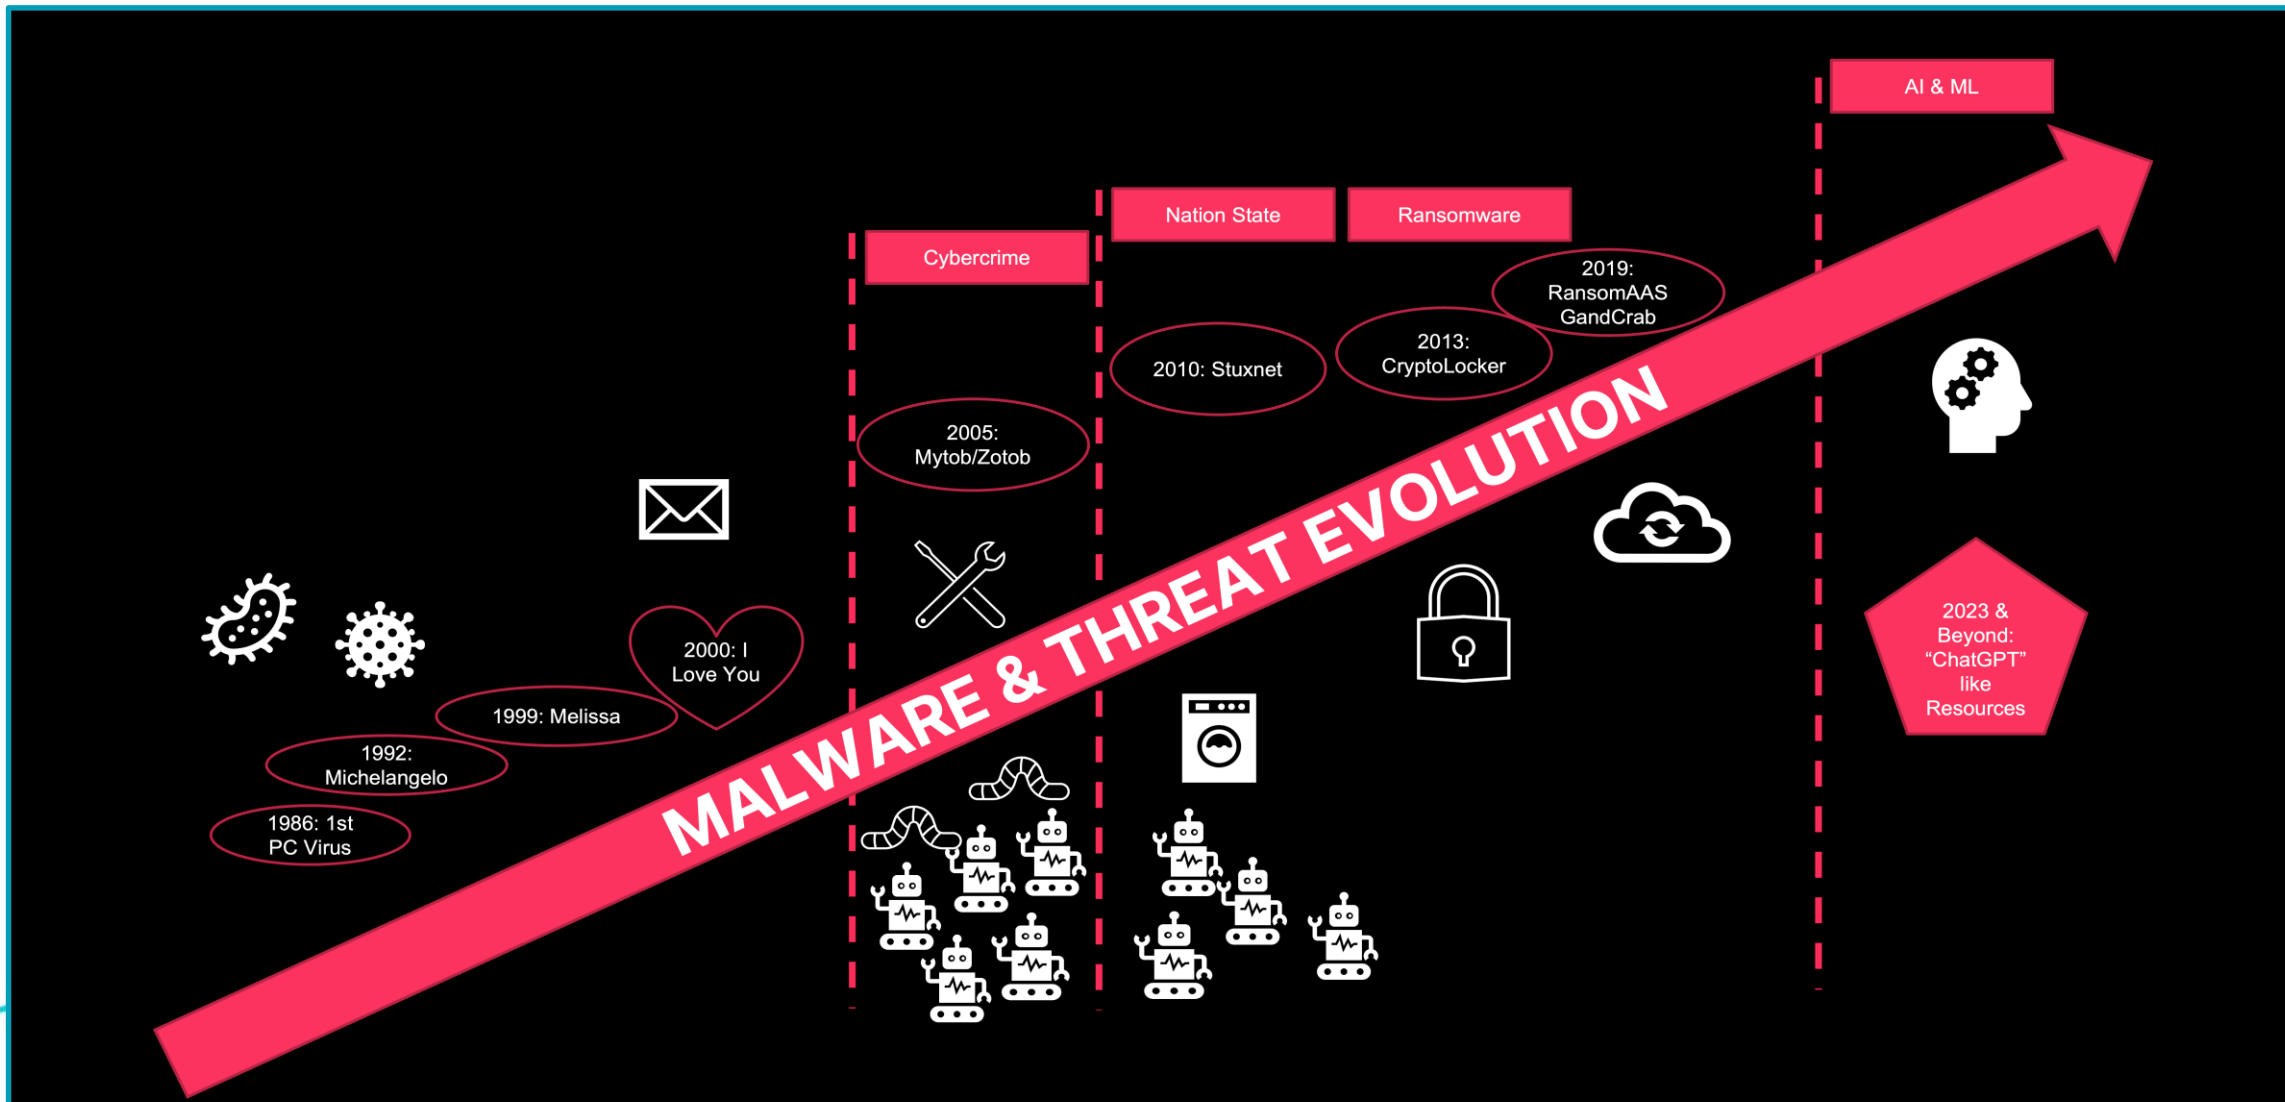 AI & ML
Nation State
Ransomware
Cybercrime
2019:
RansomAAS
GandCrab
2013:
CryptoLocker
2010: Stuxnet
2005:
Mytob/Zotob
MALWARE & THREAT EVOLUTION
2000: I
Love You
1999: Melissa
1992:
Michelangelo
1986: 1st
PC Virus
2023 &
Beyond:
“ChatGPT”
like
Resources